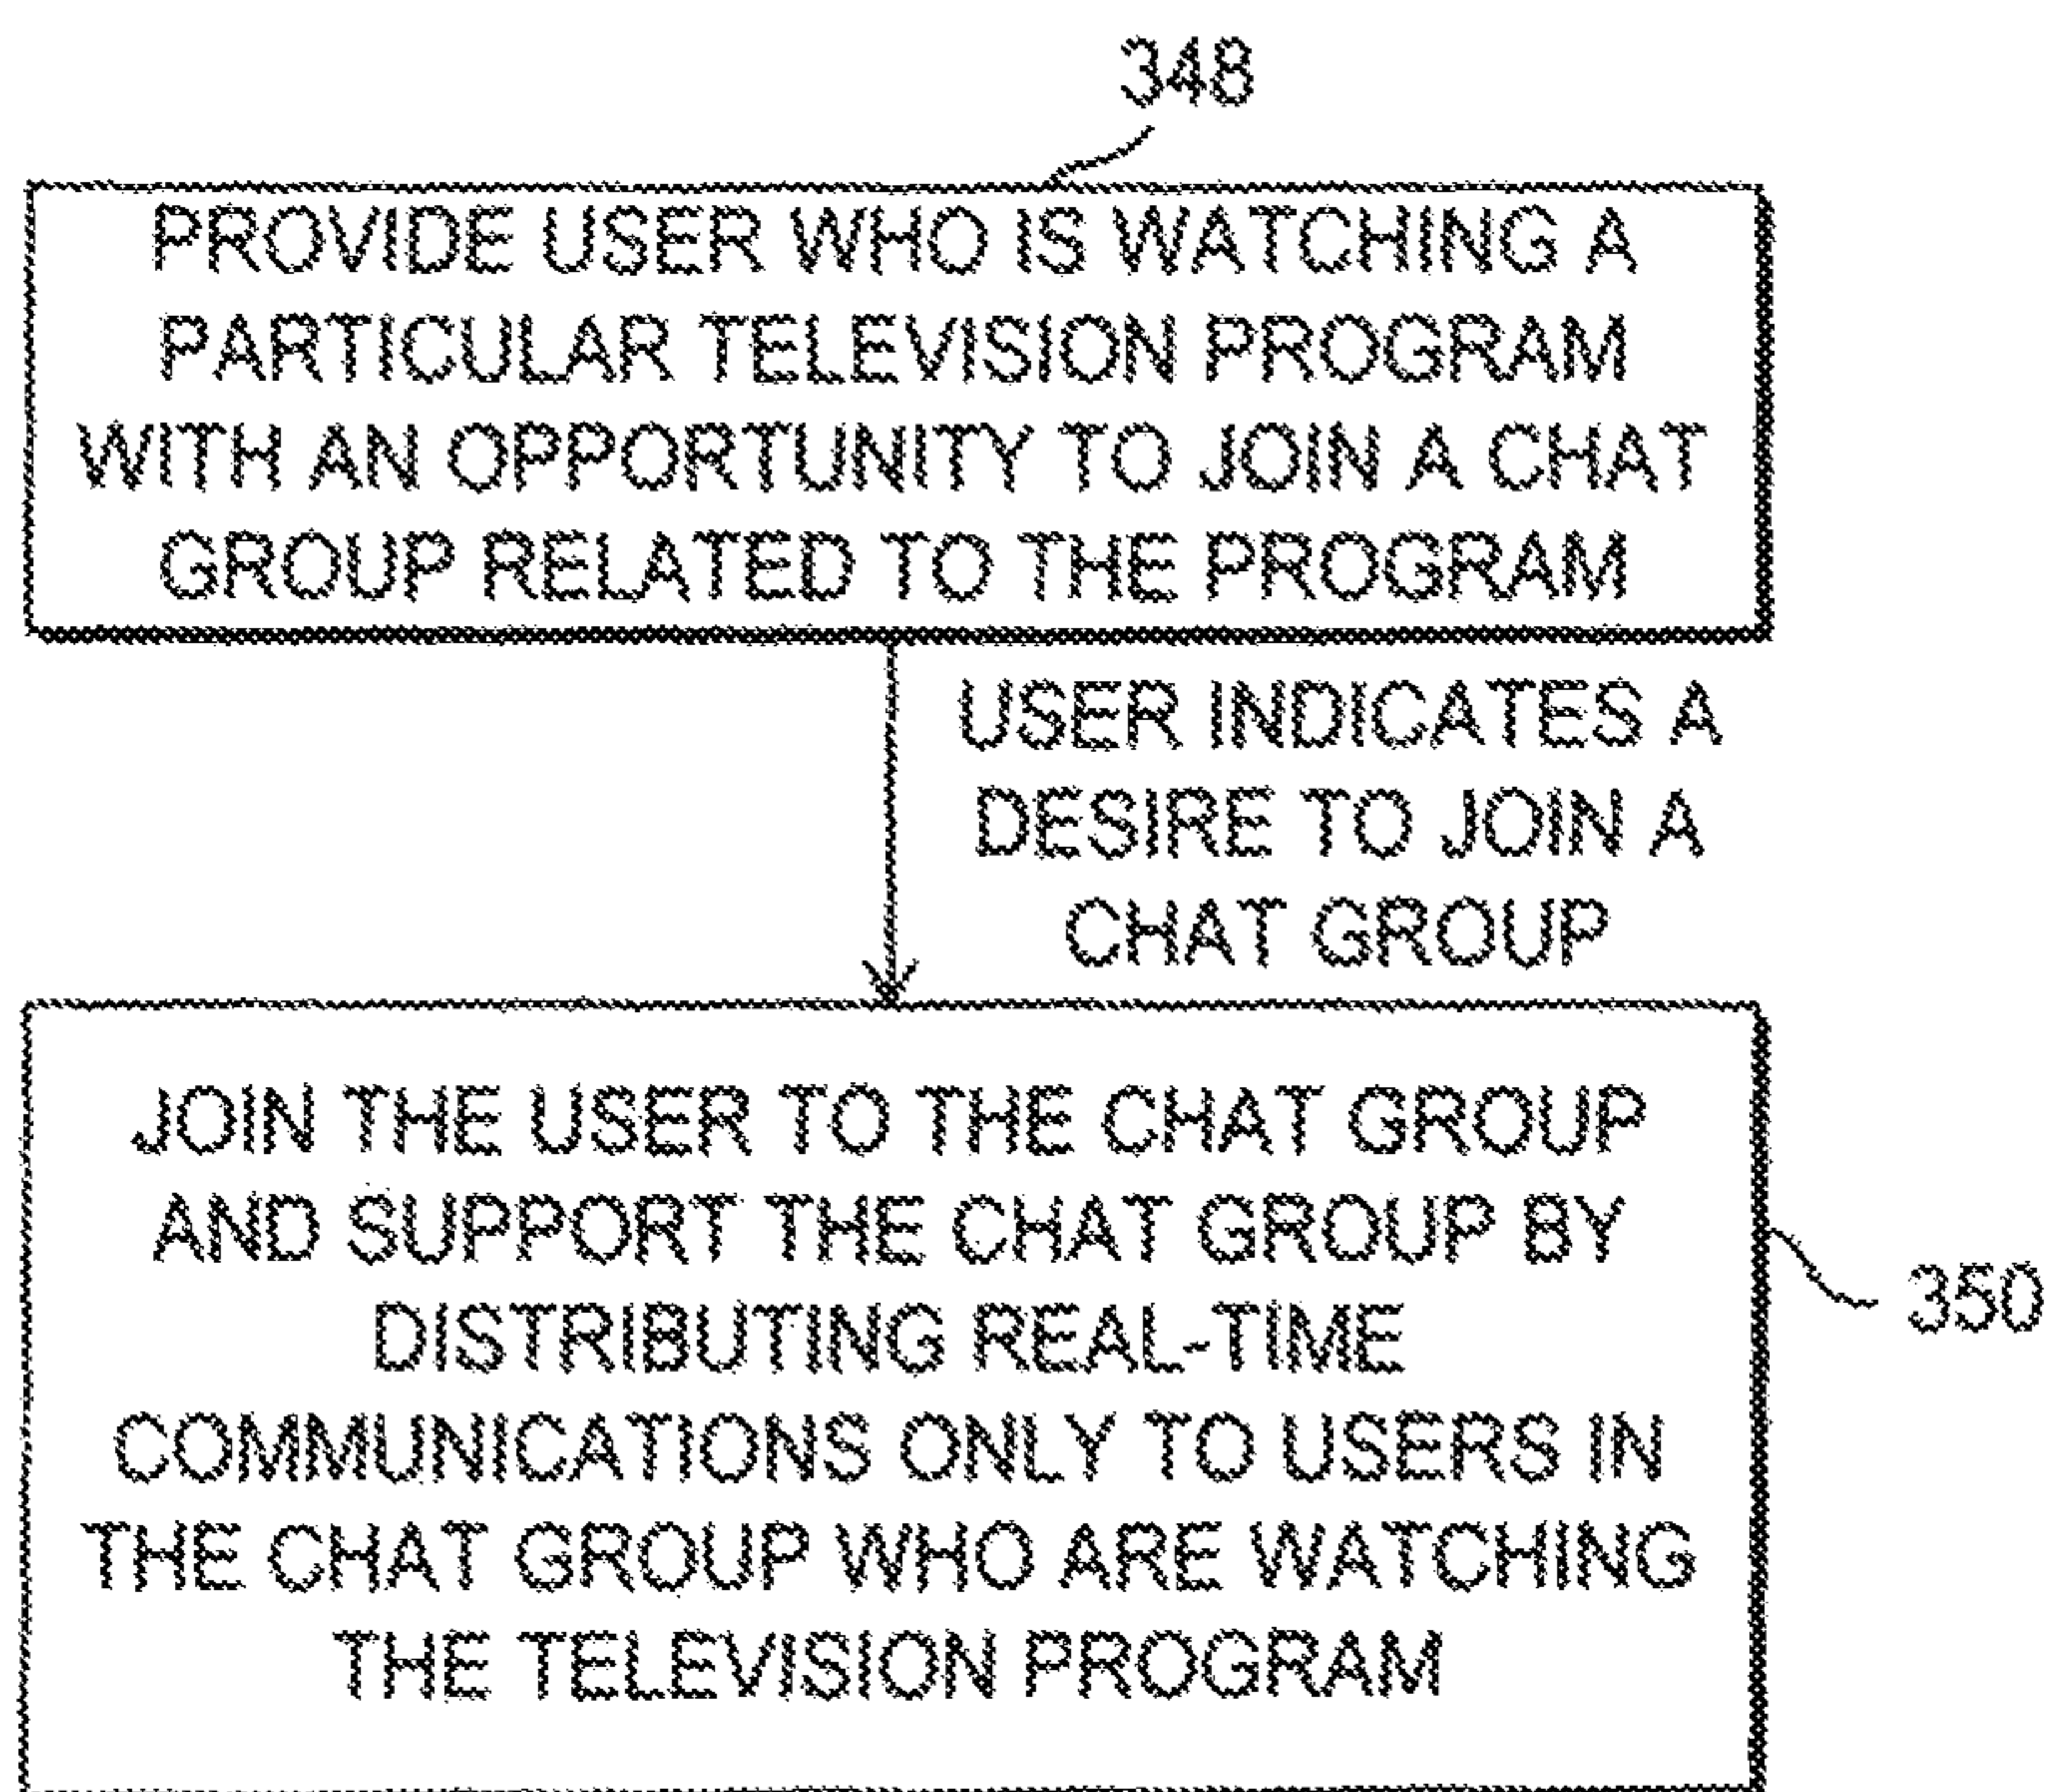 348
PROVIDE USER WHO IS WATCHING A
PARTICULAR TELEVISION PROGRAM
WITH AN OPPORTUNITY TO JOIN A CHAT
GROUP RELATED TO THE PROGRAM
USER INDICATES A
DESIRE TO JOIN A
CHAT GROUP
JOIN THE USER TO THE CHAT GROUP
AND SUPPORT THE CHAT GROUP BY
DISTRIBUTING REAL-TIME
COMMUNICATIONS ONLY TO USERS IN
THE CHAT GROUP WHO ARE WATCHING
THE TELEVISION PROGRAM
350